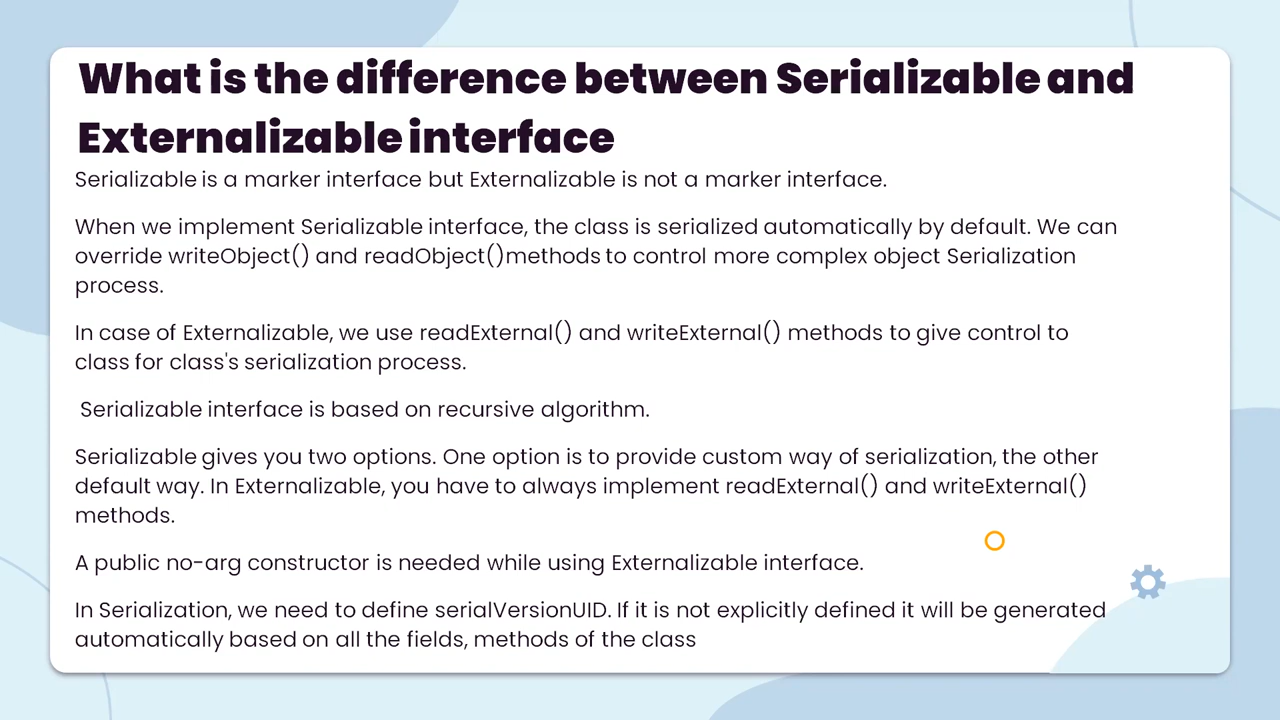 What is the difference between Serializable and
Externalizable interface
Serializable is a marker interface but Externalizable is not a marker interface.
When we implement Serializable interface, the class is serialized automatically by default. We can
override writeObject() and readObject()methods to control more complex object Serialization
process.
In case of Externalizable, we use readExternal() and writeExternal() methods to give control to
class for class's serialization process.
Serializable interface is based on recursive algorithm.
Serializable gives you two options. One option is to provide custom way of serialization, the other
default way. In Externalizable, you have to always implement readExternal() and writeExternal()
methods.
A public no-arg constructor is needed while using Externalizable interface.
In Serialization, we need to define serialVersionUID. If it is not explicitly defined it will be generated
automatically based on all the fields, methods of the class